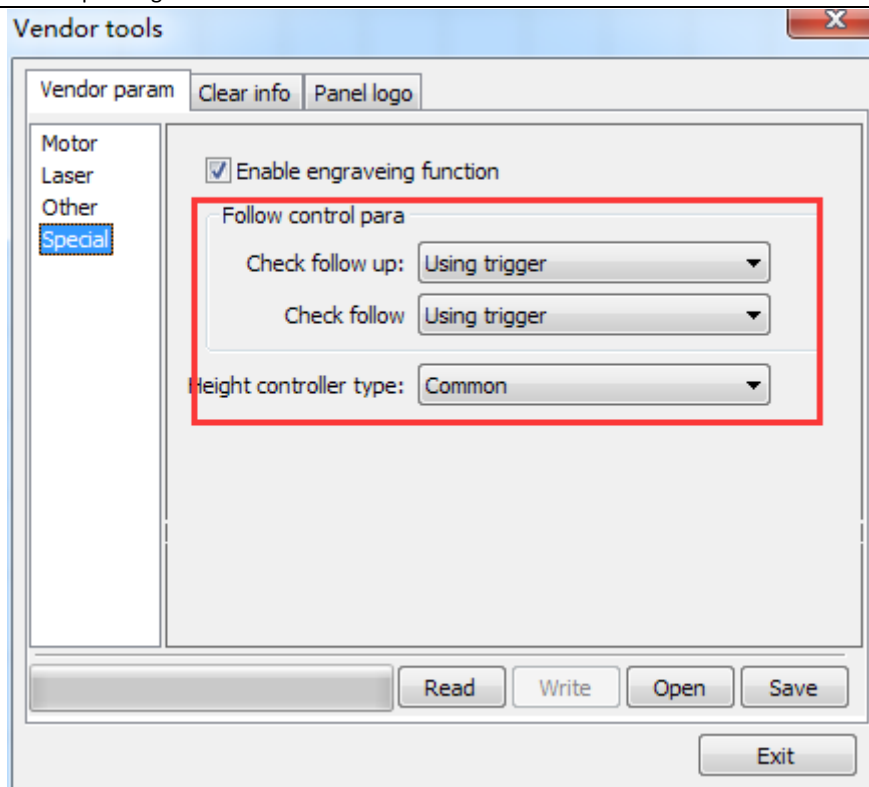 Vendor tools
Vendor param Clear info Panel logo
Motor
Laser
Other
Special
Enable engraveing function
Follow control para
Check follow up: Using trigger
Check follow Using trigger
Height controller type: Common
Read Write Open Save
Exit